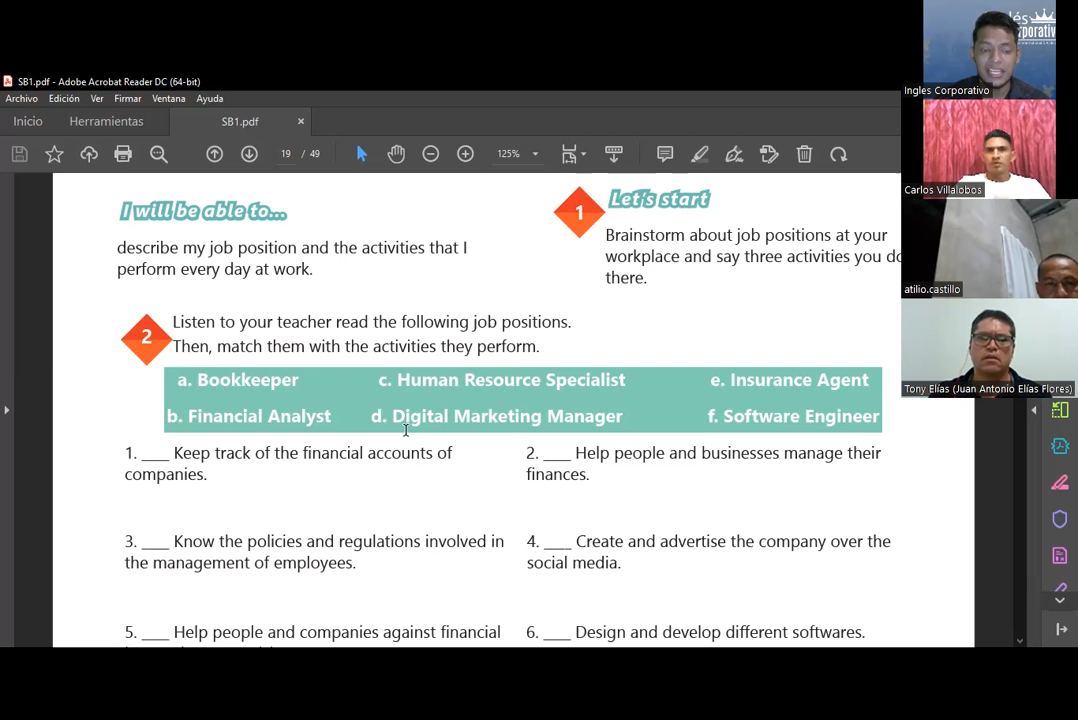 SB1.pdf - Adobe Acrobat Reader DC (64-bit)
Archivo Edición Ver Firmar Ventana Ayuda
Inicio Herramientas SB1.pdf ×
19 / 49 125%
I will be able to...
describe my job position and the activities that I
perform every day at work.
1 Let's start
Brainstorm about job positions at your
workplace and say three activities you do
there.
2 Listen to your teacher read the following job positions.
Then, match them with the activities they perform.
a. Bookkeeper c. Human Resource Specialist e. Insurance Agent
b. Financial Analyst d. Digital Marketing Manager f. Software Engineer
1. ___ Keep track of the financial accounts of
companies.
2. ___ Help people and businesses manage their
finances.
3. ___ Know the policies and regulations involved in
the management of employees.
4. ___ Create and advertise the company over the
social media.
5. ___ Help people and companies against financial
6. ___ Design and develop different softwares.
Ingles Corporativo
Carlos Villalobos
atilio.castillo
Tony Elías (Juan Antonio Elías Flores)